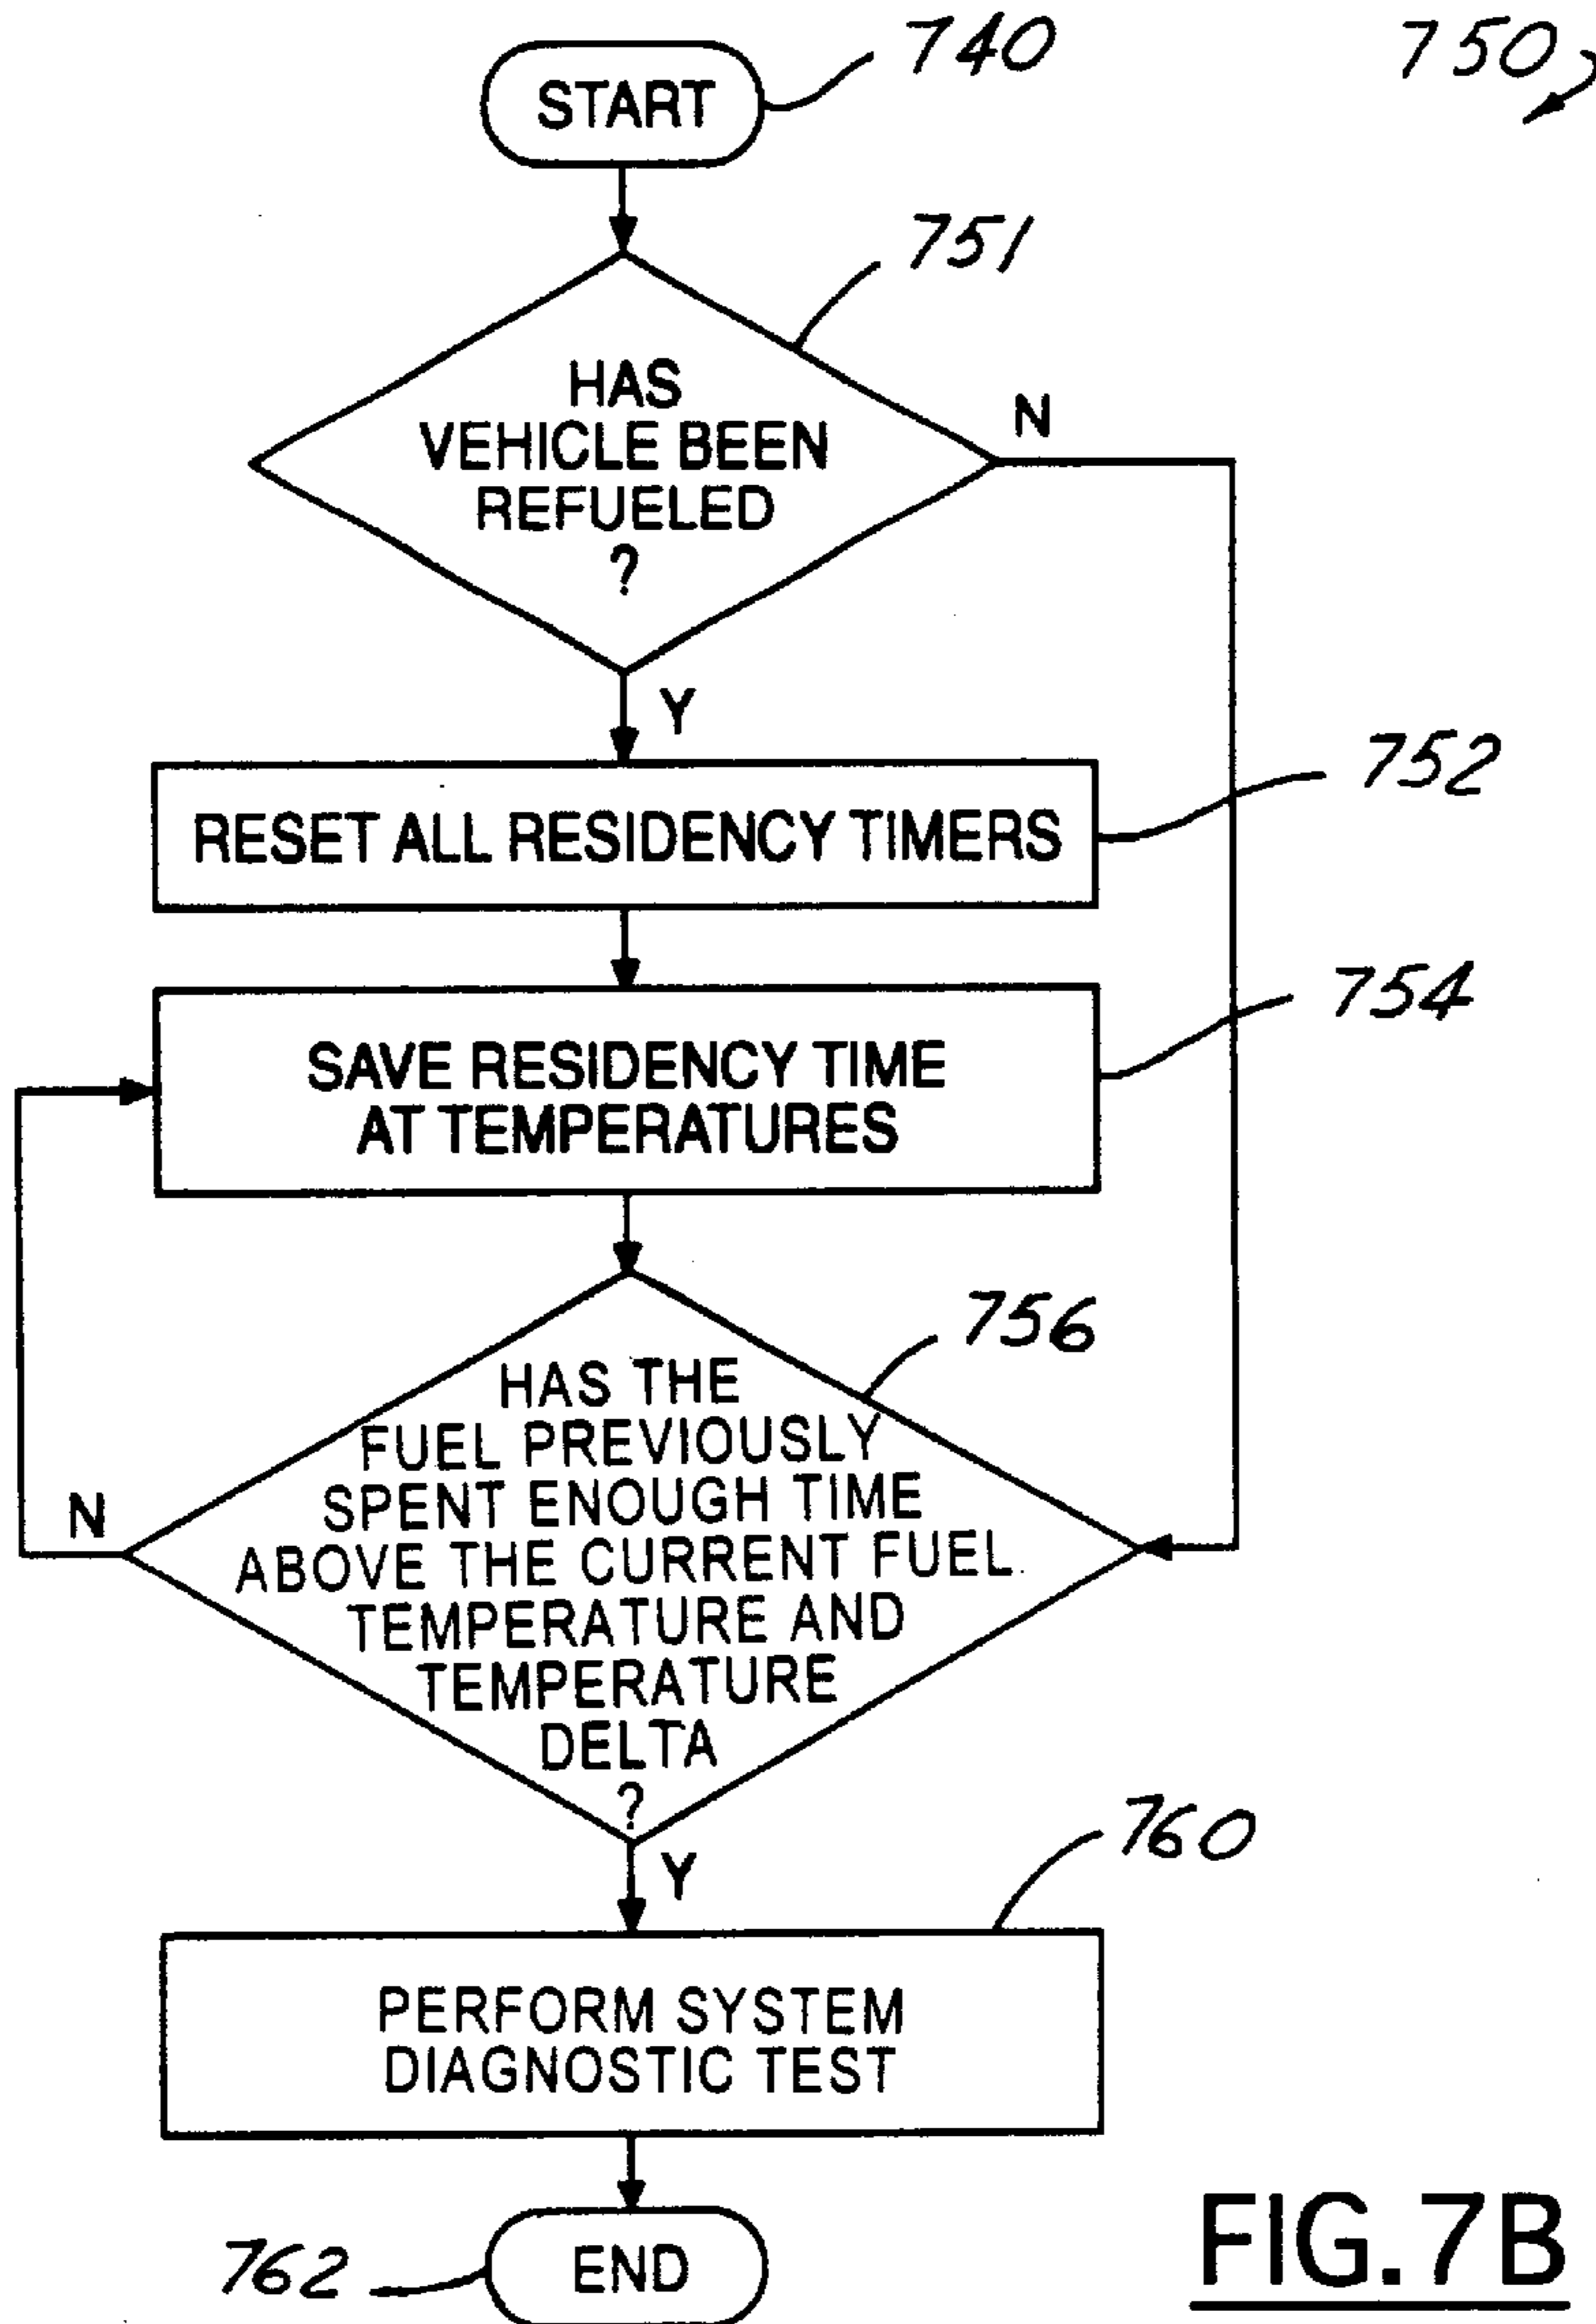 740
750
START
751
HAS
VEHICLE BEEN
REFUELED
?
N
Y
752
RESET ALL RESIDENCY TIMERS
754
SAVE RESIDENCY TIME
AT TEMPERATURES
756
HAS THE
FUEL PREVIOUSLY
SPENT ENOUGH TIME
ABOVE THE CURRENT FUEL
TEMPERATURE AND
TEMPERATURE
DELTA
?
N
Y
760
PERFORM SYSTEM
DIAGNOSTIC TEST
762
END
FIG.7B